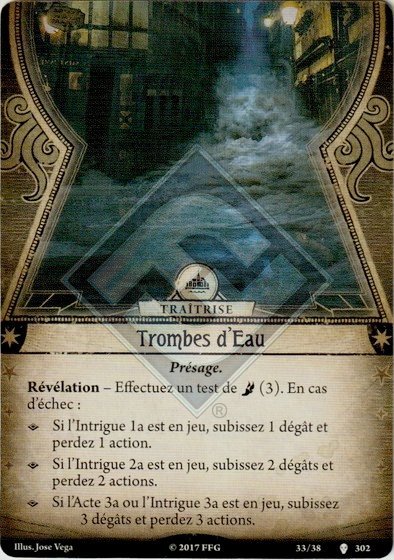 TRAÎTRISE
Trombes d'Eau
Présage.
Révélation – Effectuez un test de (3). En cas
d'échec :
Si l'Intrigue 1a est en jeu, subissez 1 dégât et
perdez 1 action.
Si l'Intrigue 2a est en jeu, subissez 2 dégâts et
perdez 2 actions.
Si l'Acte 3a ou l'Intrigue 3a est en jeu, subissez
3 dégâts et perdez 3 actions.
Illus. Jose Vega © 2017 FFG 33/38 302